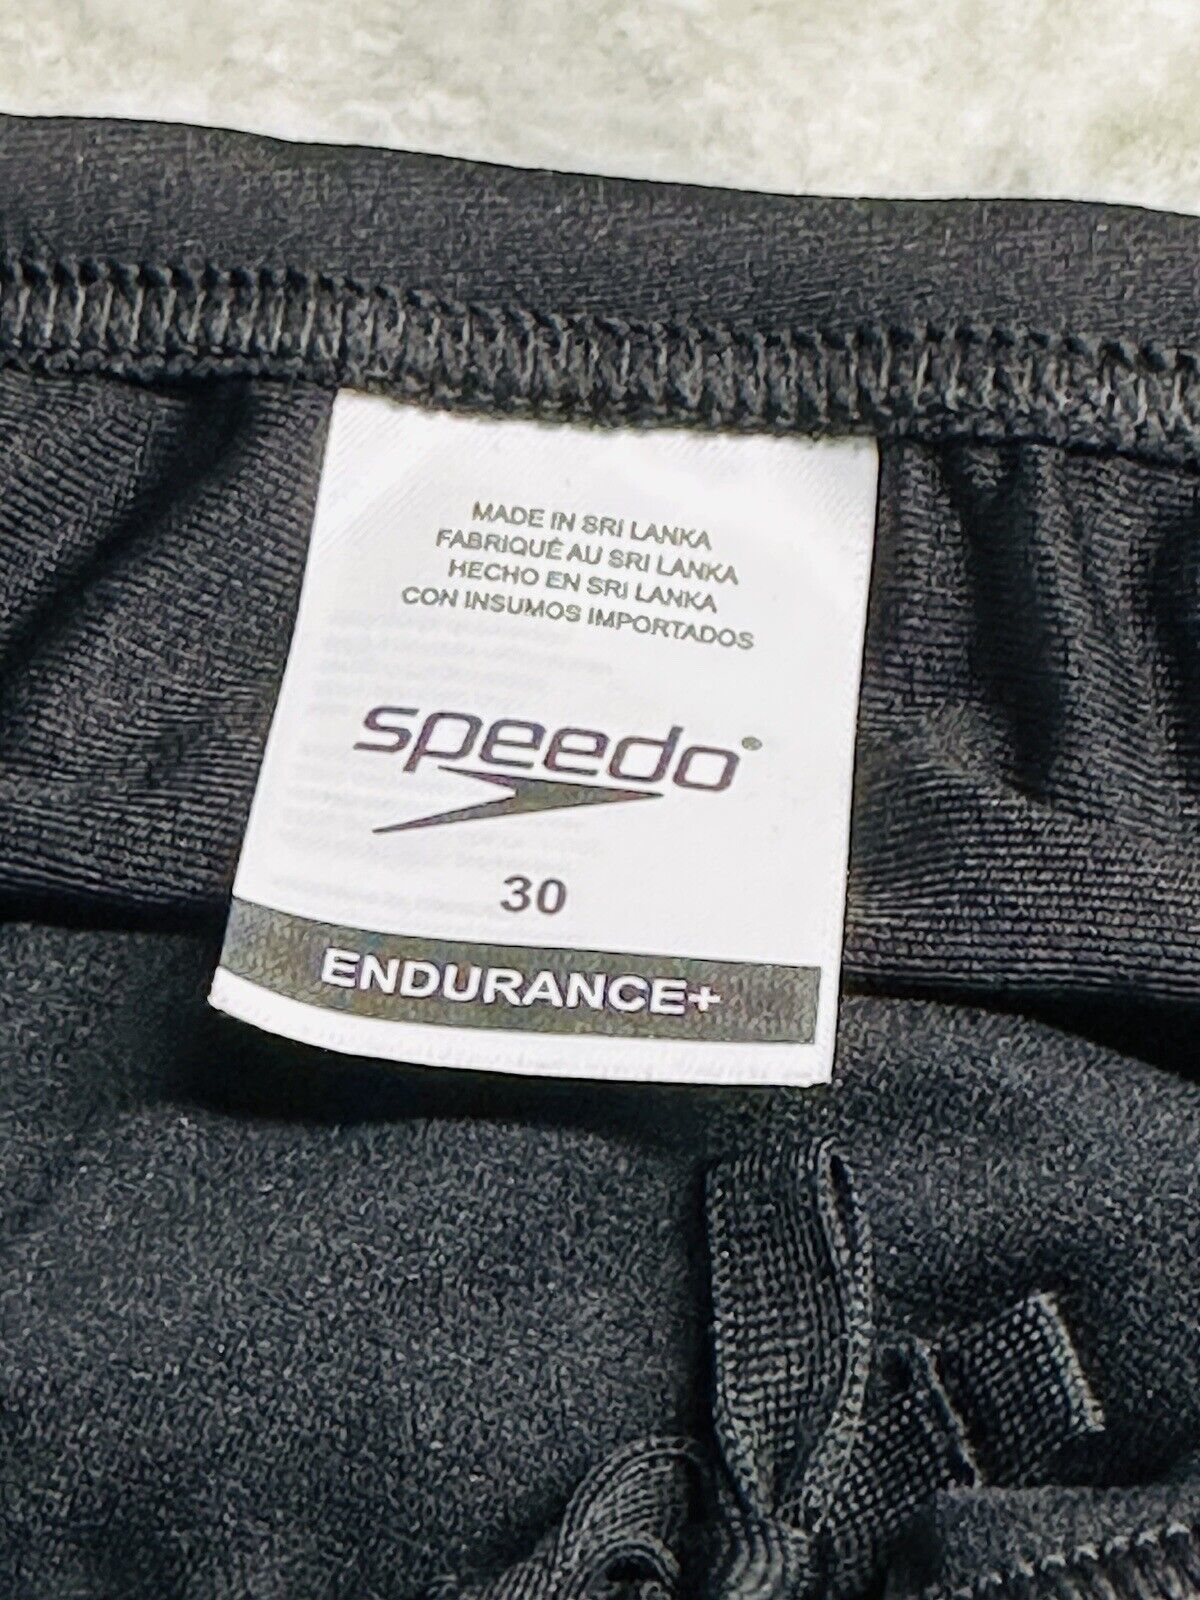 MADE IN SRI LANKA
FABRIQUÉ AU SRI LANKA
HECHO EN SRI LANKA
CON INSUMOS IMPORTADOS
speedo®
30
ENDURANCE+